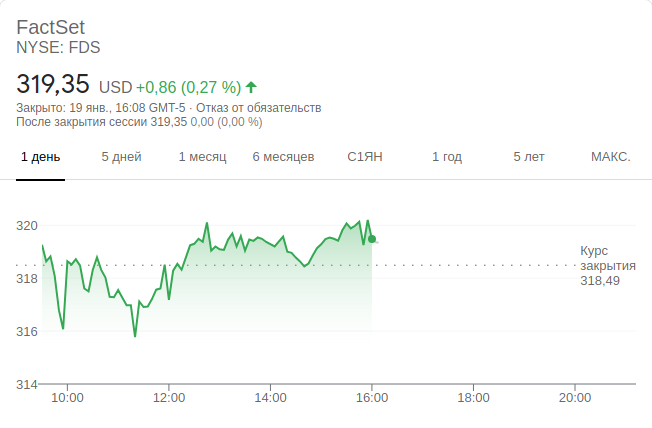 FactSet
NYSE: FDS
319,35 USD +0,86 (0,27 %)
Закрыто: 19 янв., 16:08 GMT-5 · Отказ от обязательств
После закрытия сессии 319,35 0,00 (0,00 %)
1 день 5 дней 1 месяц 6 месяцев С1ЯН 1 год 5 лет МАКС.
320
Курс
закрытия
318,49
318
316
314
10:00 12:00 14:00 16:00 18:00 20:00